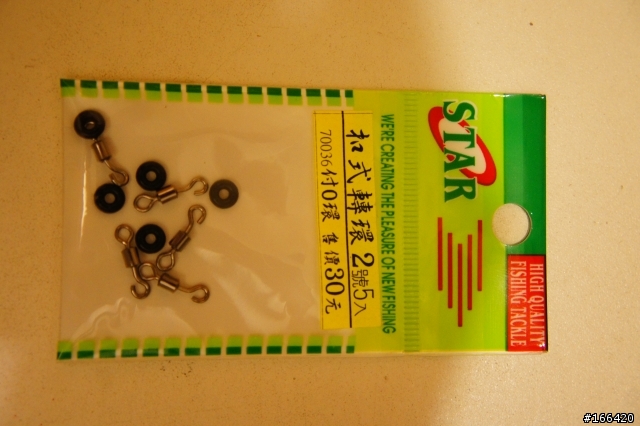 HIGH QUALITY
FISHING TACKLE
STAR
WE'RE CREATING THE PLEASURE OF NEW FISHING
扣式轉環2號5入
70036付O環 售價30元
#166420